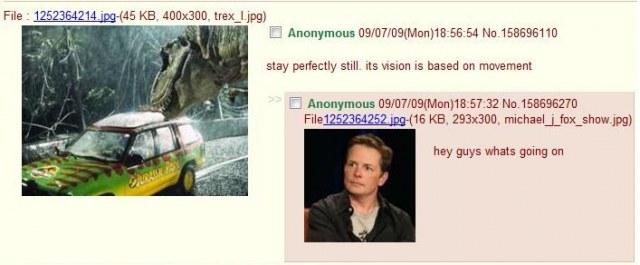 File : 1252364214.jpg-(45 KB, 400x300, trex_l.jpg)
Anonymous 09/07/09(Mon)18:56:54 No.158696110
stay perfectly still. its vision is based on movement
>> Anonymous 09/07/09(Mon)18:57:32 No.158696270
File1252364252.jpg-(16 KB, 293x300, michael_j_fox_show.jpg)
hey guys whats going on
JURASSIC PARK